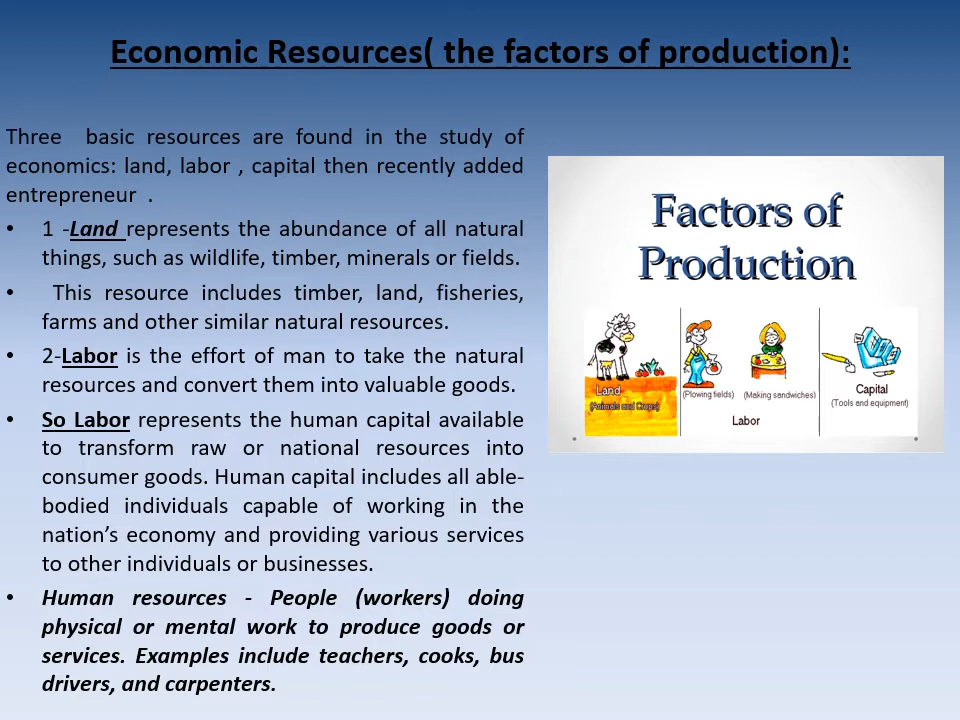 Economic Resources( the factors of production):
Three basic resources are found in the study of
economics: land, labor , capital then recently added
entrepreneur .
• 1 -Land represents the abundance of all natural
things, such as wildlife, timber, minerals or fields.
• This resource includes timber, land, fisheries,
farms and other similar natural resources.
• 2-Labor is the effort of man to take the natural
resources and convert them into valuable goods.
• So Labor represents the human capital available
to transform raw or national resources into
consumer goods. Human capital includes all able-
bodied individuals capable of working in the
nation’s economy and providing various services
to other individuals or businesses.
• Human resources - People (workers) doing
physical or mental work to produce goods or
services. Examples include teachers, cooks, bus
drivers, and carpenters.
Factors of
Production
Land
(Animals and Crops)
(Plowing fields)
(Making sandwiches)
Labor
Capital
(Tools and equipment)